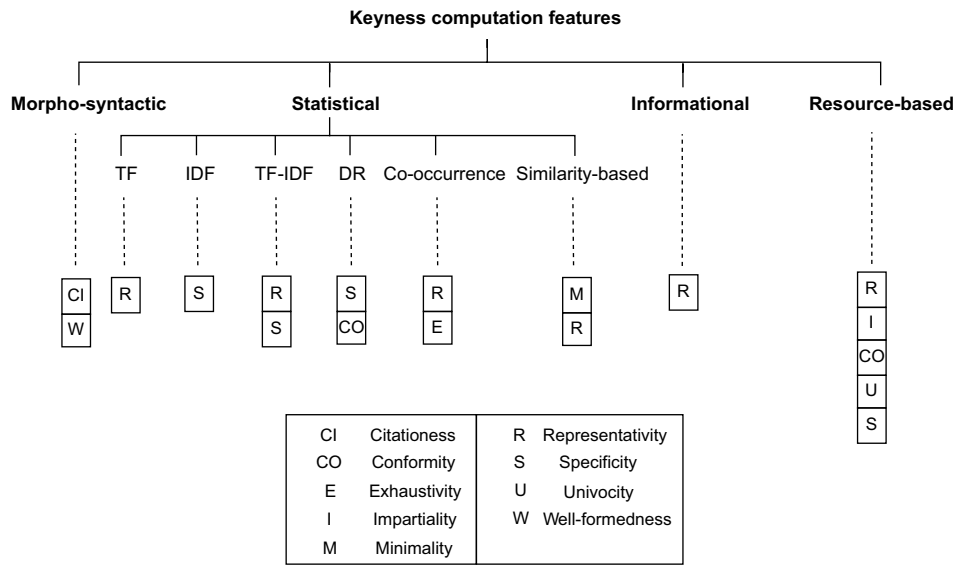 Keyness computation features
Morpho-syntactic Statistical Informational Resource-based
TF IDF TF-IDF DR Co-occurrence Similarity-based
CI R S R S R M R R
W S CO E R I
CO
U
S
CI Citationess R Representativity
CO Conformity S Specificity
E Exhaustivity U Univocity
I Impartiality W Well-formedness
M Minimality